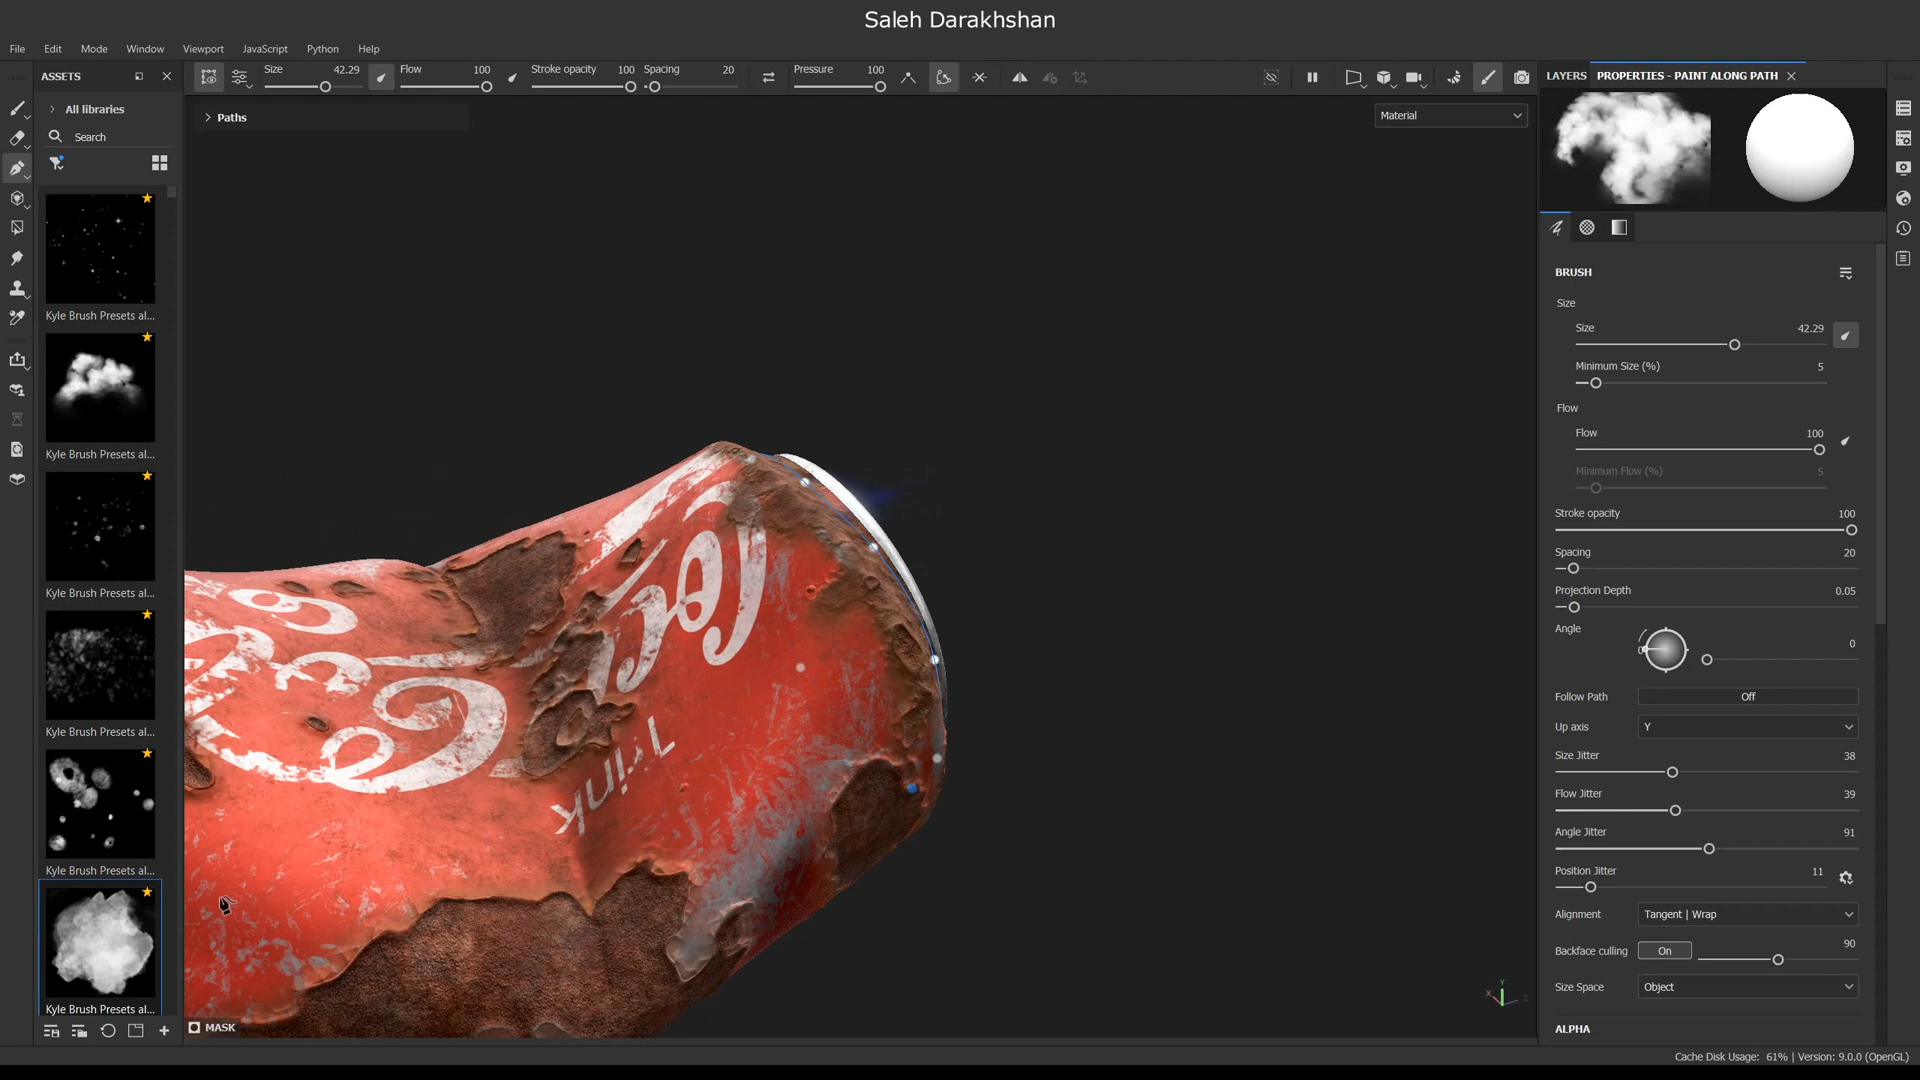 Saleh Darakhshan
File Edit Mode Window Viewport JavaScript Python Help
ASSETS
Size 42.29 Flow 100 Stroke opacity 100 Spacing 20 Pressure 100
LAYERS PROPERTIES - PAINT ALONG PATH
All libraries
Search
Paths
Material
Kyle Brush Presets al...
Kyle Brush Presets al...
Kyle Brush Presets al...
Kyle Brush Presets al...
Kyle Brush Presets al...
Kyle Brush Presets al...
MASK
BRUSH
Size
Size 42.29
Minimum Size (%) 5
Flow
Flow 100
Minimum Flow (%) 5
Stroke opacity 100
Spacing 20
Projection Depth 0.05
Angle 0
Follow Path Off
Up axis Y
Size Jitter 38
Flow Jitter 39
Angle Jitter 91
Position Jitter 11
Alignment Tangent | Wrap
Backface culling On 90
Size Space Object
ALPHA
Y
X
Z
Cache Disk Usage: 61% | Version: 9.0.0 (OpenGL)